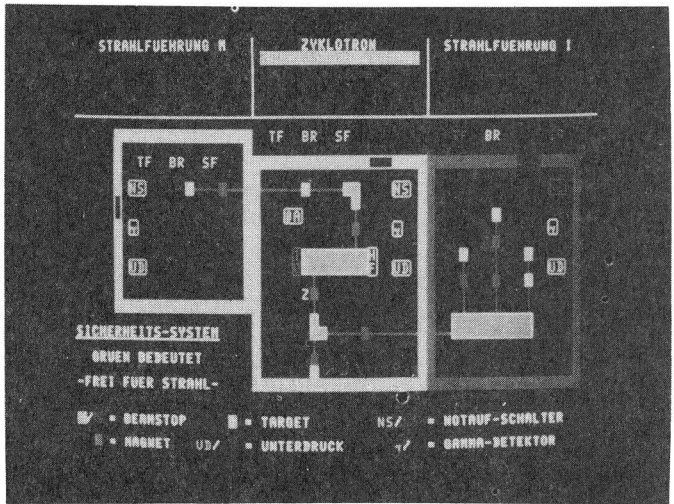 STRAHLFUEHRUNG M ZYKLOTRON STRAHLFUEHRUNG I
TF BR SF BR
TF BR SF
NS NS
BA
UD UD UD
Z
SICHERHEITS-SYSTEM
GRUEN BEDEUTET
-FREI FUER STRAHL-
= BEAMSTOP = TARGET NS/ = NOTAUF-SCHALTER
= MAGNET UD/ = UNTERDRUCK = GAMMA-DETEKTOR